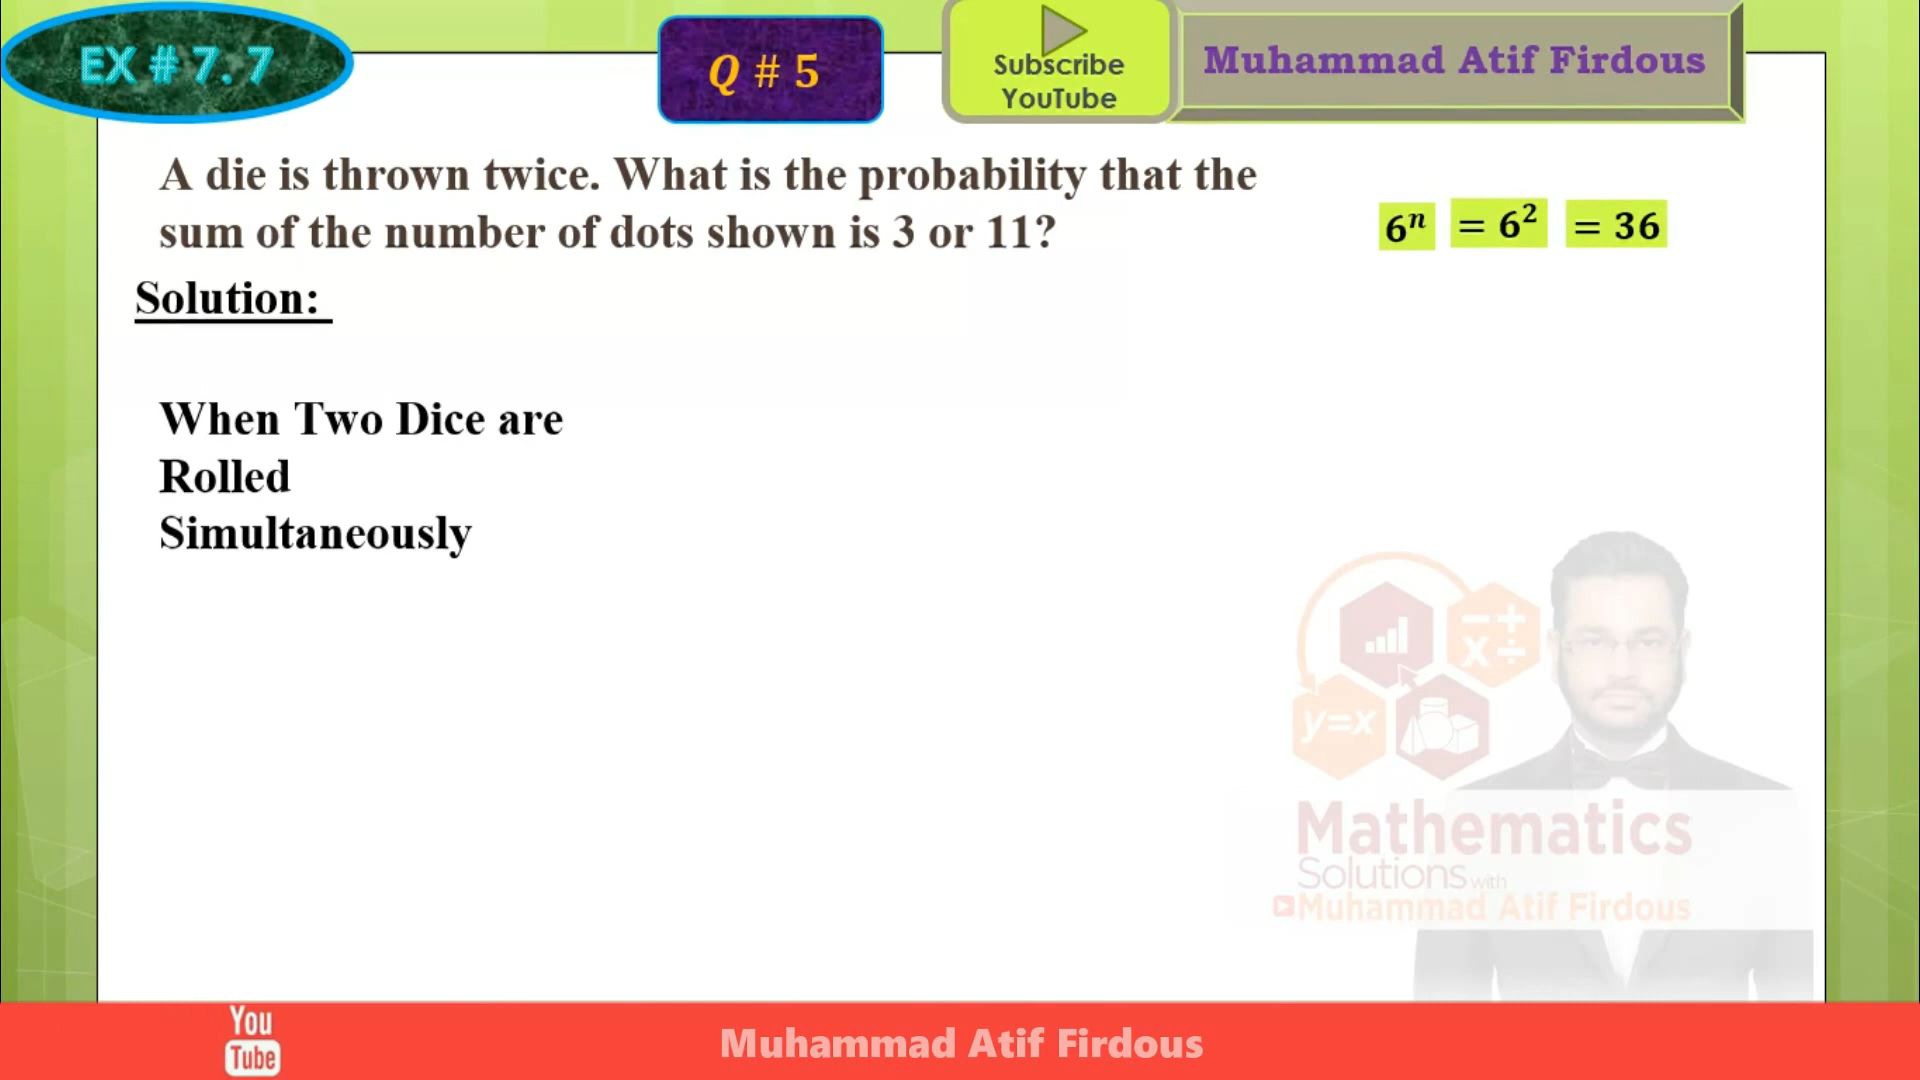 EX # 7. 7
Q # 5
Subscribe
YouTube
Muhammad Atif Firdous
A die is thrown twice. What is the probability that the
sum of the number of dots shown is 3 or 11?
6ⁿ = 6² = 36
Solution:
When Two Dice are
Rolled
Simultaneously
y=x
Mathematics
Solutions with
Muhammad Atif Firdous
You
Tube
Muhammad Atif Firdous